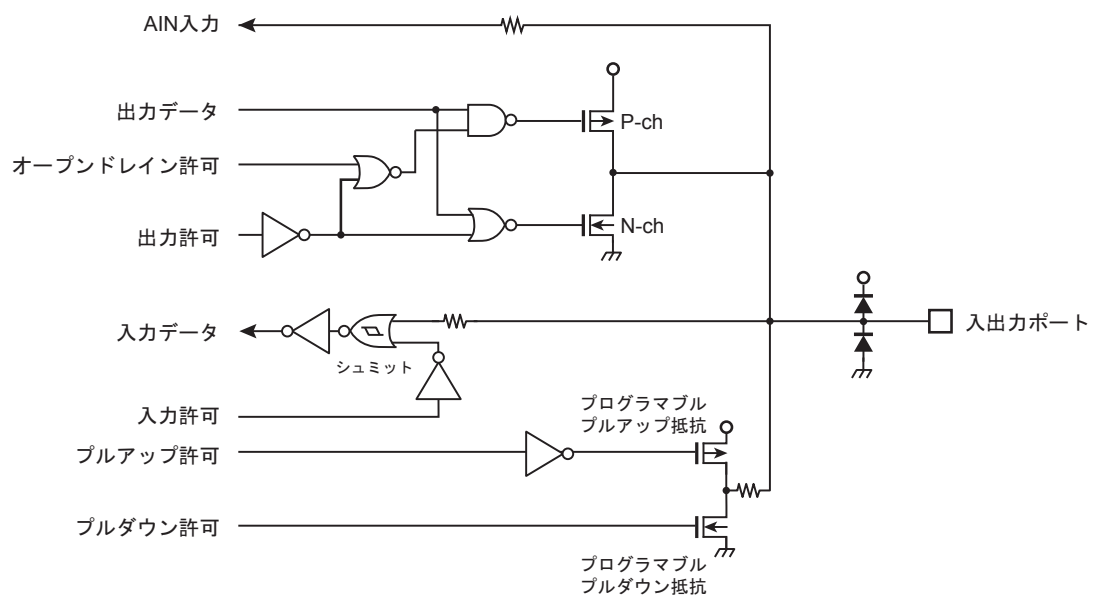 AIN入力
出力データ
P-ch
オープンドレイン許可
N-ch
出力許可
入力データ
シュミット
入出力ポート
入力許可
プログラマブル
プルアップ抵抗
プルアップ許可
プルダウン許可
プログラマブル
プルダウン抵抗